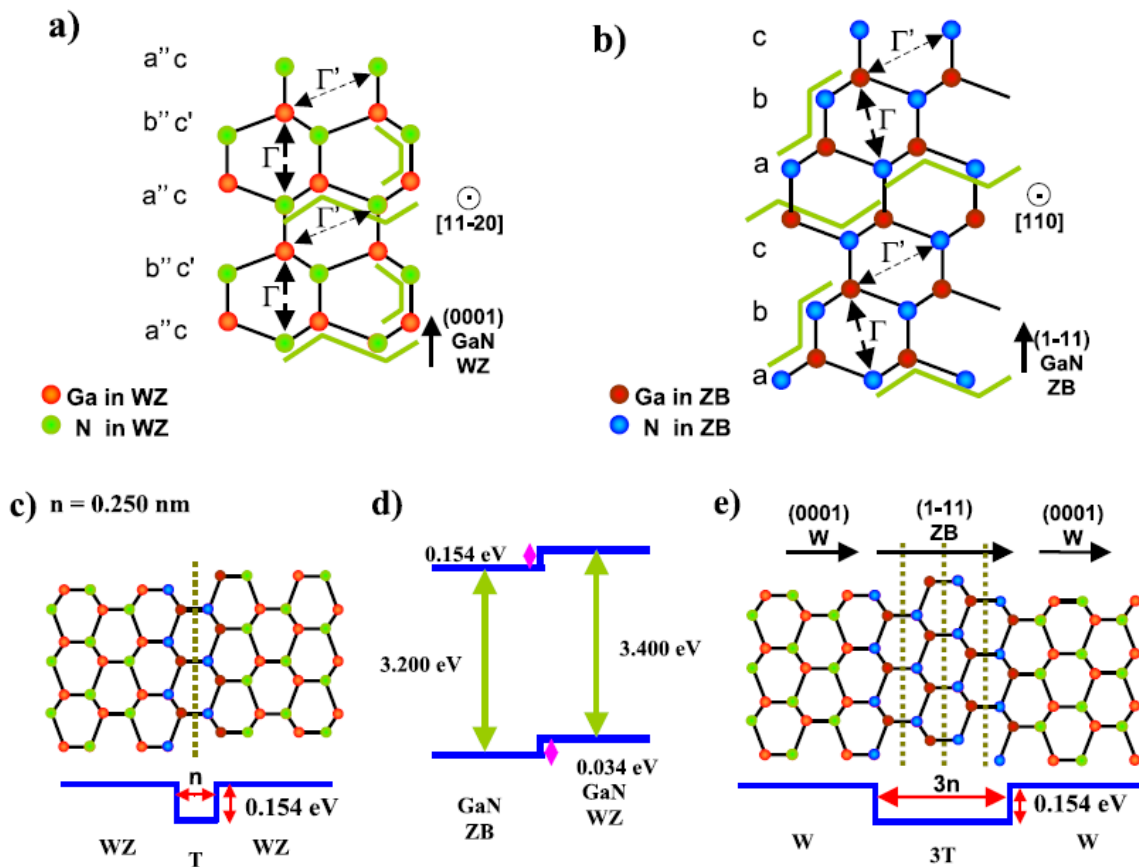 a)
a'' c
b'' c'
a'' c
b'' c'
a'' c
Γ'
Γ
Γ'
Γ
[11-20]
(0001)
GaN
WZ
Ga in WZ
N in WZ
b)
c
b
a
c
b
a
Γ'
Γ
Γ'
Γ
[110]
(1-11)
GaN
ZB
Ga in ZB
N in ZB
c) n = 0.250 nm
n
0.154 eV
WZ
T
WZ
d)
0.154 eV
3.200 eV
3.400 eV
0.034 eV
GaN
ZB
GaN
WZ
e)
(0001)
W
(1-11)
ZB
(0001)
W
3n
0.154 eV
W
3T
W